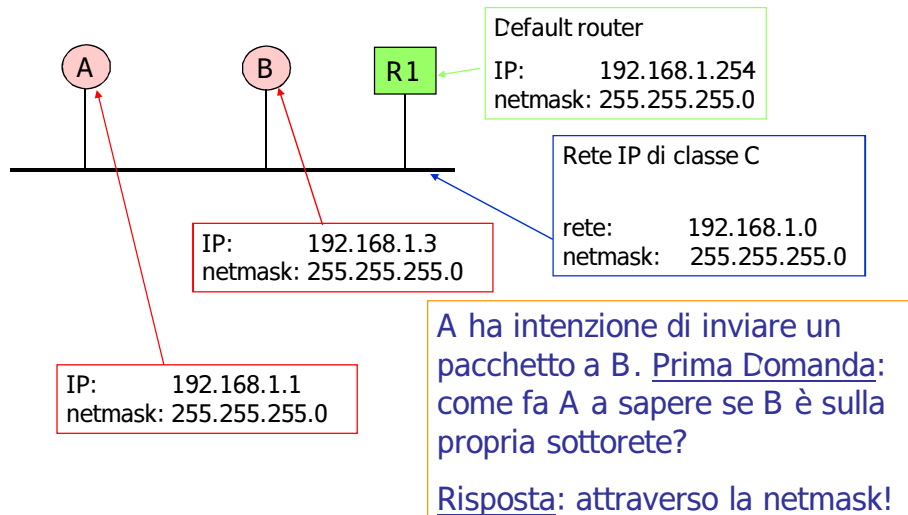 Default router
IP: 192.168.1.254
netmask: 255.255.255.0
A
B
R1
Rete IP di classe C
rete: 192.168.1.0
netmask: 255.255.255.0
IP: 192.168.1.3
netmask: 255.255.255.0
IP: 192.168.1.1
netmask: 255.255.255.0
A ha intenzione di inviare un
pacchetto a B. Prima Domanda:
come fa A a sapere se B è sulla
propria sottorete?
Risposta: attraverso la netmask!